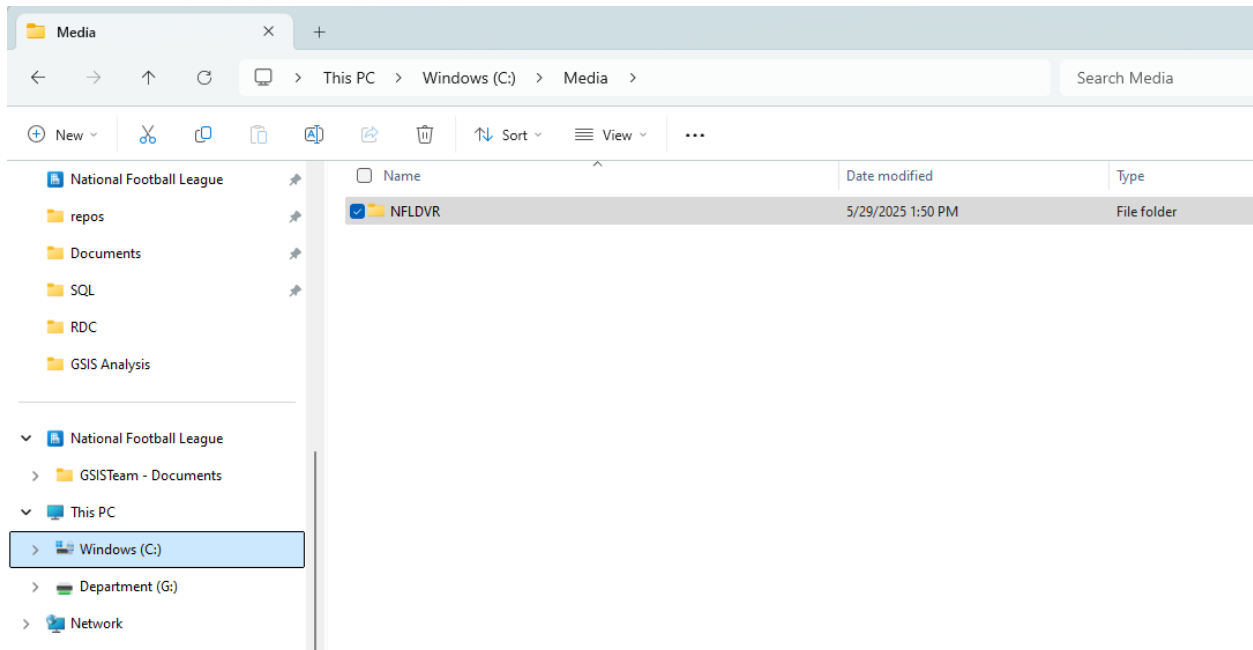 Media
This PC > Windows (C:) > Media >
Search Media
New
Sort
View
National Football League
repos
Documents
SQL
RDC
GSIS Analysis
National Football League
GSISTeam - Documents
This PC
Windows (C:)
Department (G:)
Network
Name Date modified Type
NFLDVR 5/29/2025 1:50 PM File folder